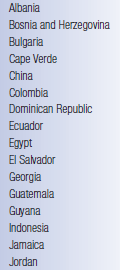 Albania
Bosnia and Herzegovina
Bulgaria
Cape Verde
China
Colombia
Dominican Republic
Ecuador
Egypt
El Salvador
Georgia
Guatemala
Guyana
Indonesia
Jamaica
Jordan